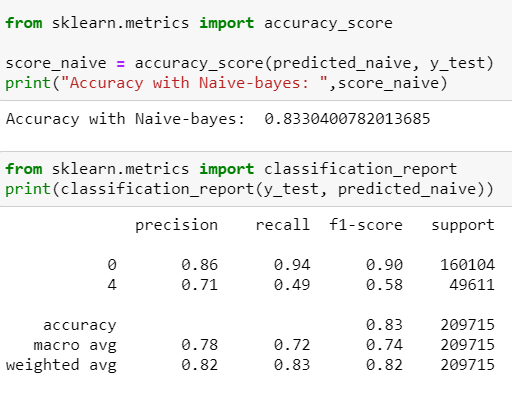 from sklearn.metrics import accuracy_score
score_naive = accuracy_score(predicted_naive, y_test)
print("Accuracy with Naive-bayes: ",score_naive)
Accuracy with Naive-bayes:  0.8330400782013685
from sklearn.metrics import classification_report
print(classification_report(y_test, predicted_naive))
precision recall f1-score support
0 0.86 0.94 0.90 160104
4 0.71 0.49 0.58 49611
accuracy 0.83 209715
macro avg 0.78 0.72 0.74 209715
weighted avg 0.82 0.83 0.82 209715